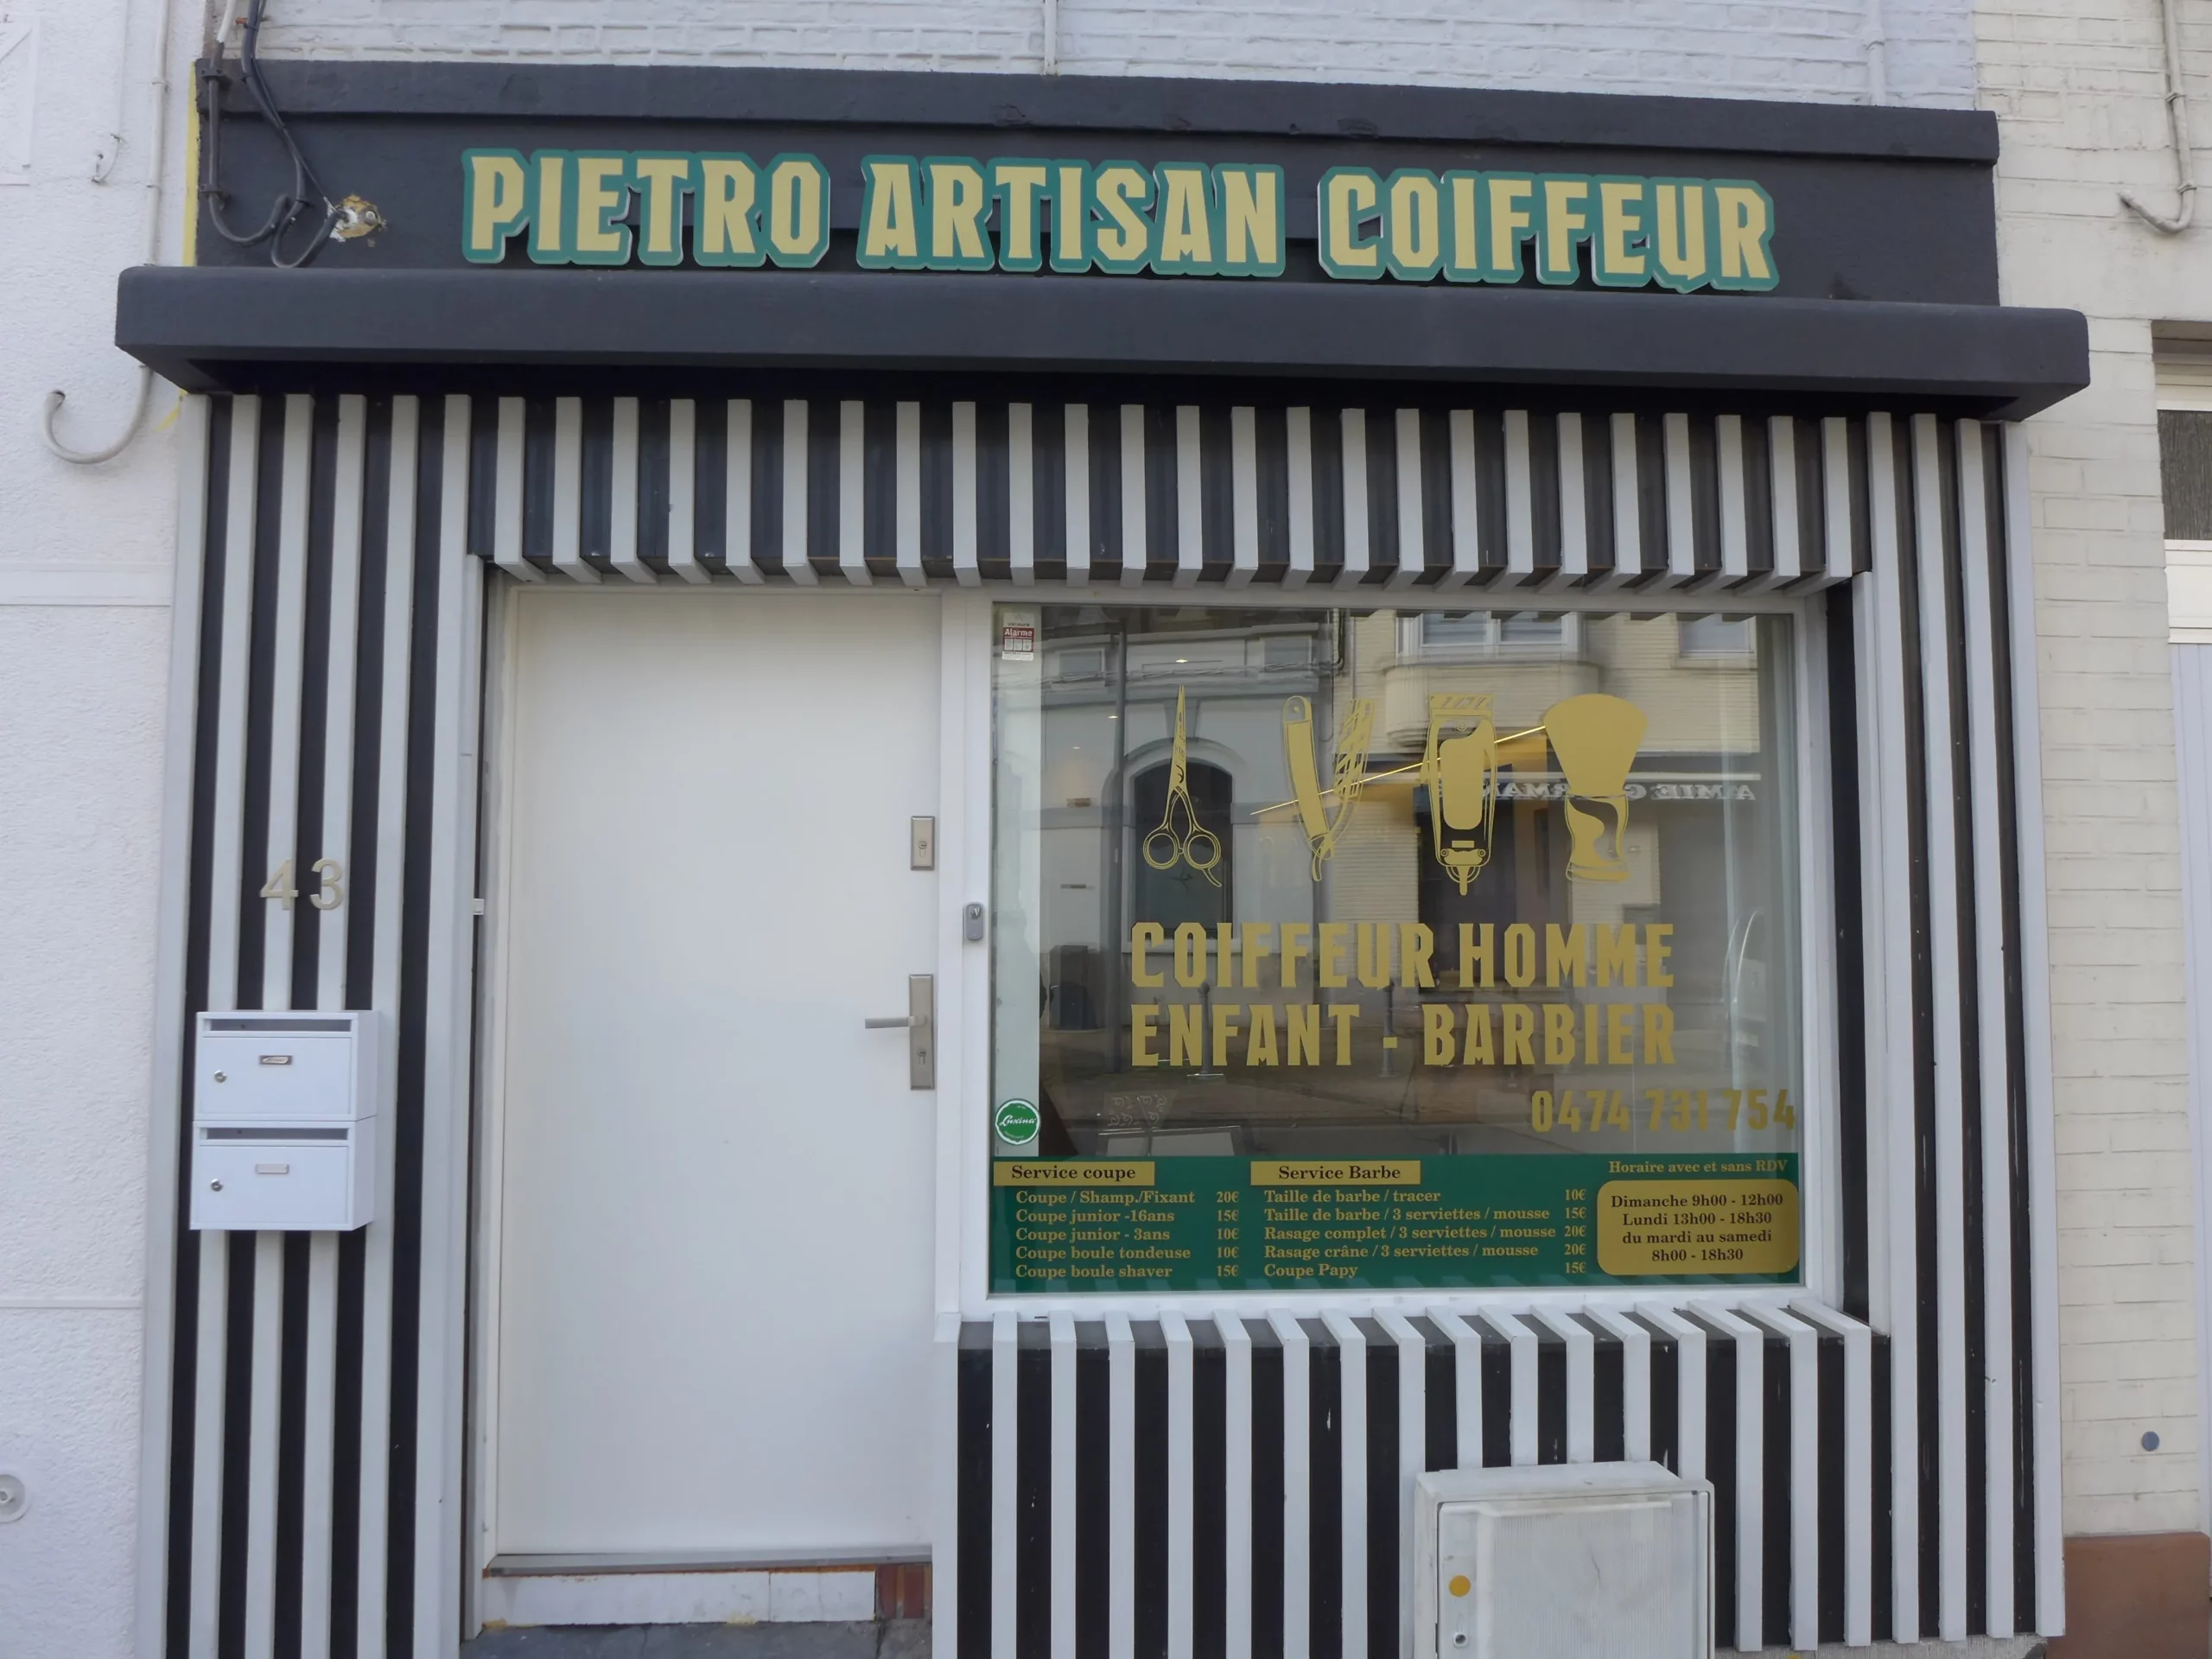 PIETRO ARTISAN COIFFEUR
43
Alarme
COIFFEUR HOMME
ENFANT - BARBIER
0474 731 754
Luxina
Service coupe
Coupe / Shamp./Fixant 20€
Coupe junior -16ans 15€
Coupe junior - 3ans 10€
Coupe boule tondeuse 10€
Coupe boule shaver 15€
Service Barbe
Taille de barbe / tracer 10€
Taille de barbe / 3 serviettes / mousse 15€
Rasage complet / 3 serviettes / mousse 20€
Rasage crâne / 3 serviettes / mousse 20€
Coupe Papy 15€
Horaire avec et sans RDV
Dimanche 9h00 - 12h00
Lundi 13h00 - 18h30
du mardi au samedi
8h00 - 18h30